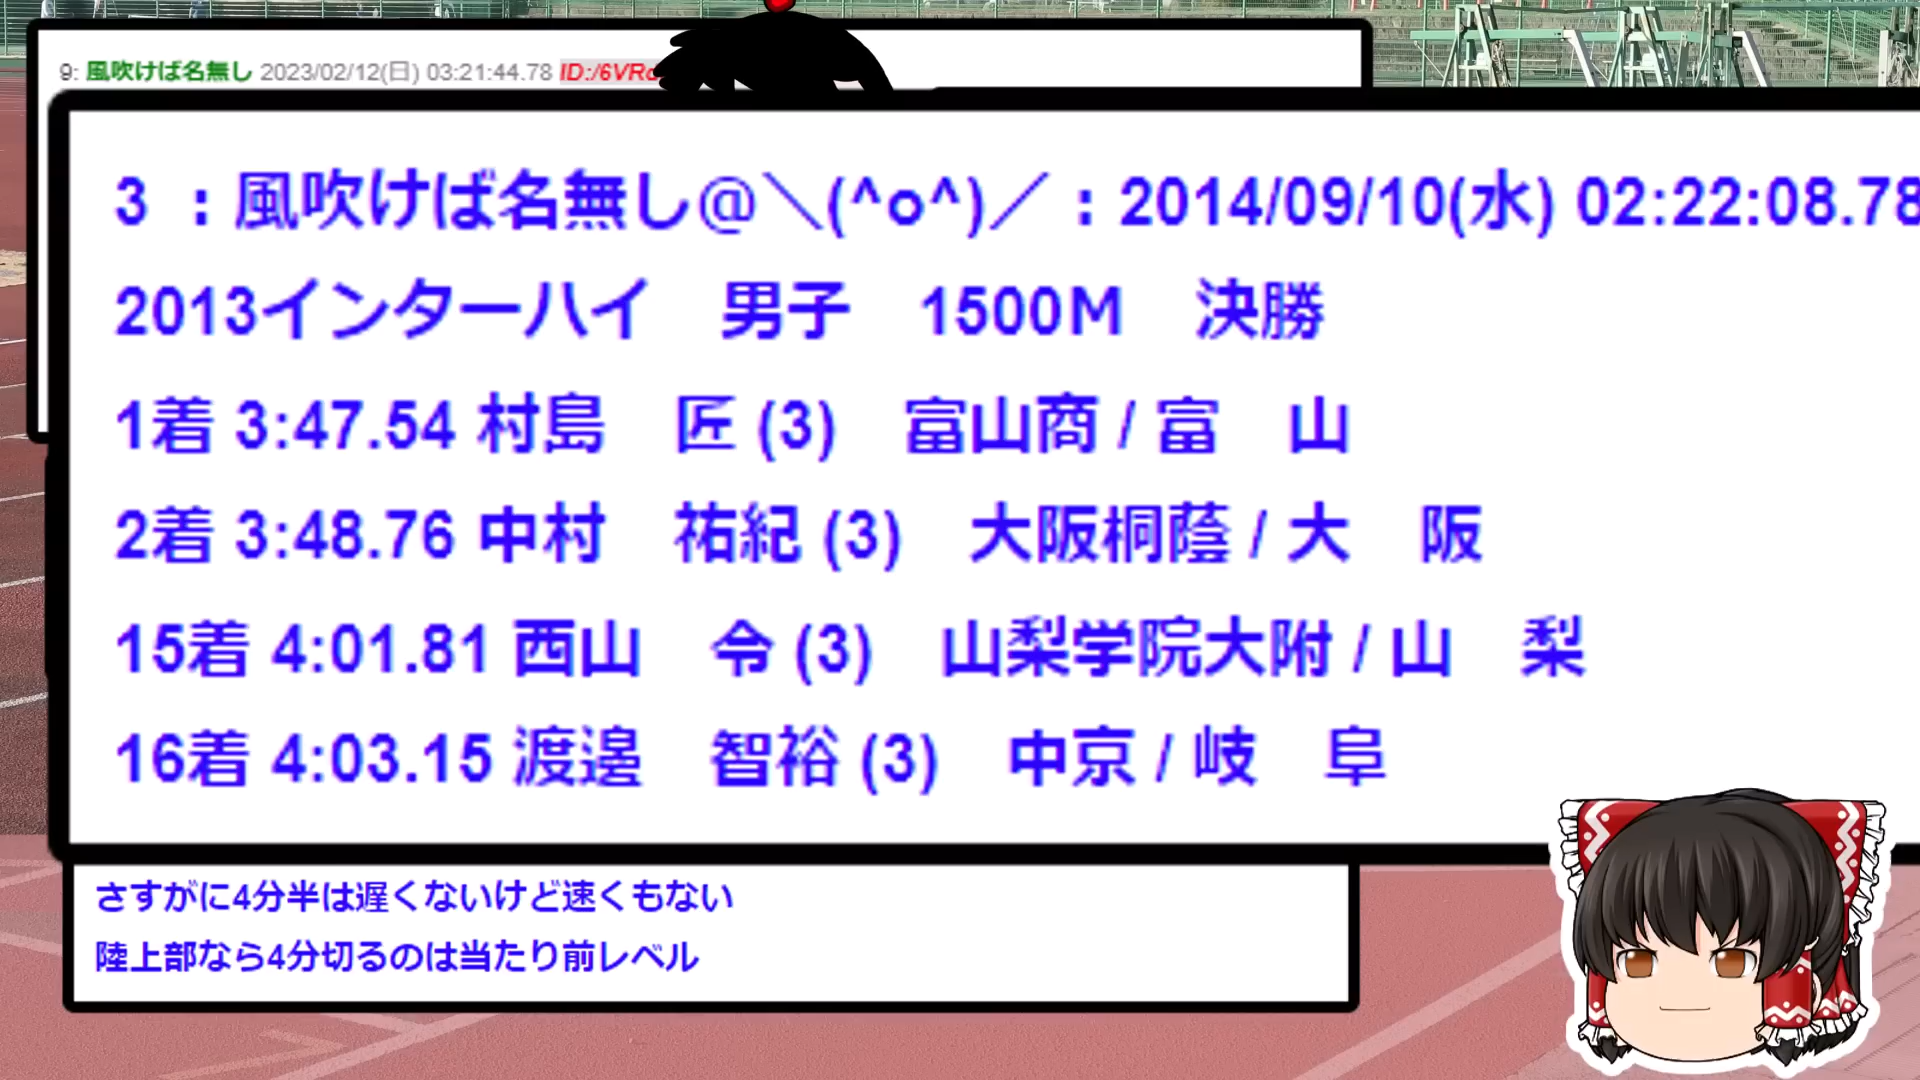 9: 風吹けば名無し 2023/02/12(日) 03:21:44.78 ID:/6VRc
3 ：風吹けば名無し＠＼(^o^)／：2014/09/10(水) 02:22:08.78
2013インターハイ　男子　1500M　決勝
1着 3:47.54 村島　匠 (3)　富山商 / 富　山
2着 3:48.76 中村　祐紀 (3)　大阪桐蔭 / 大　阪
15着 4:01.81 西山　令 (3)　山梨学院大附 / 山　梨
16着 4:03.15 渡邉　智裕 (3)　中京 / 岐　阜
さすがに4分半は遅くないけど速くもない
陸上部なら4分切るのは当たり前レベル